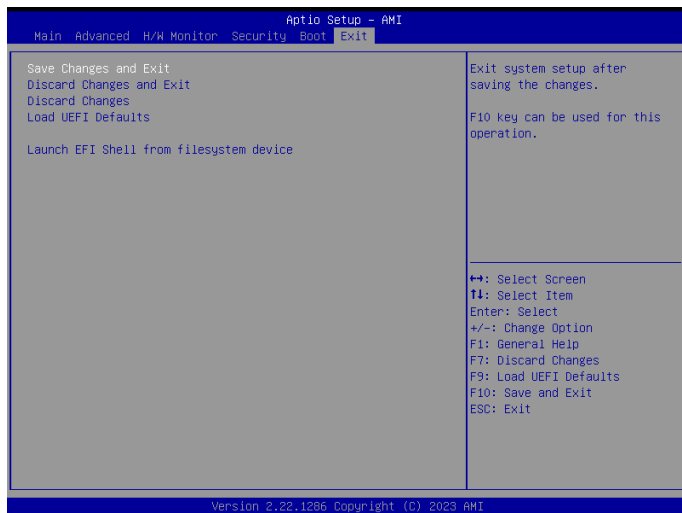 Aptio Setup – AMI
Main Advanced H/W Monitor Security Boot Exit
Save Changes and Exit
Discard Changes and Exit
Discard Changes
Load UEFI Defaults
Launch EFI Shell from filesystem device
Exit system setup after
saving the changes.
F10 key can be used for this
operation.
↔: Select Screen
↑↓: Select Item
Enter: Select
+/-: Change Option
F1: General Help
F7: Discard Changes
F9: Load UEFI Defaults
F10: Save and Exit
ESC: Exit
Version 2.22.1286 Copyright (C) 2023 AMI